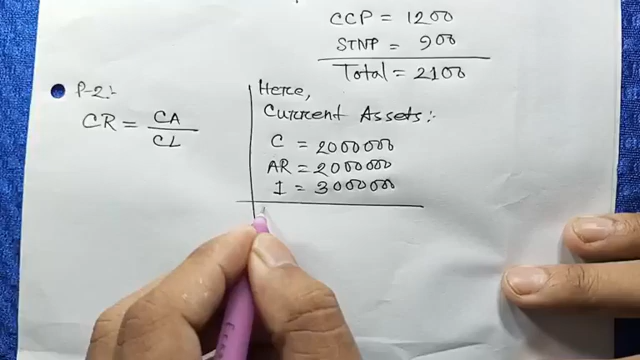 CCP = 1200
STNP = 900
Total = 2100
P-2:-
CR = CA / CL
Here,
Current Assets:-
C = 2000000
AR = 2000000
I = 3000000